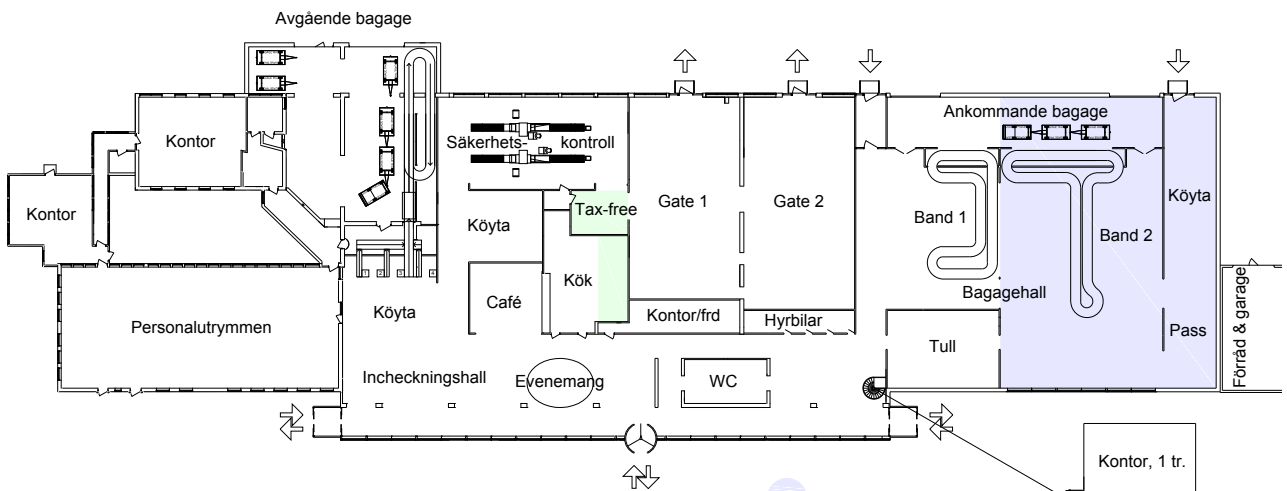 Avgående bagage
Ankommande bagage
Kontor
Säkerhets- kontroll
Gate 1
Gate 2
Köyta
Kontor
Tax-free
Köyta
Band 1
Band 2
Kök
Bagagehall
Café
Köyta
Kontor/frd
Hyrbilar
Personalutrymmen
Pass
Tull
Förråd & garage
Incheckningshall
Evenemang
WC
Kontor, 1 tr.